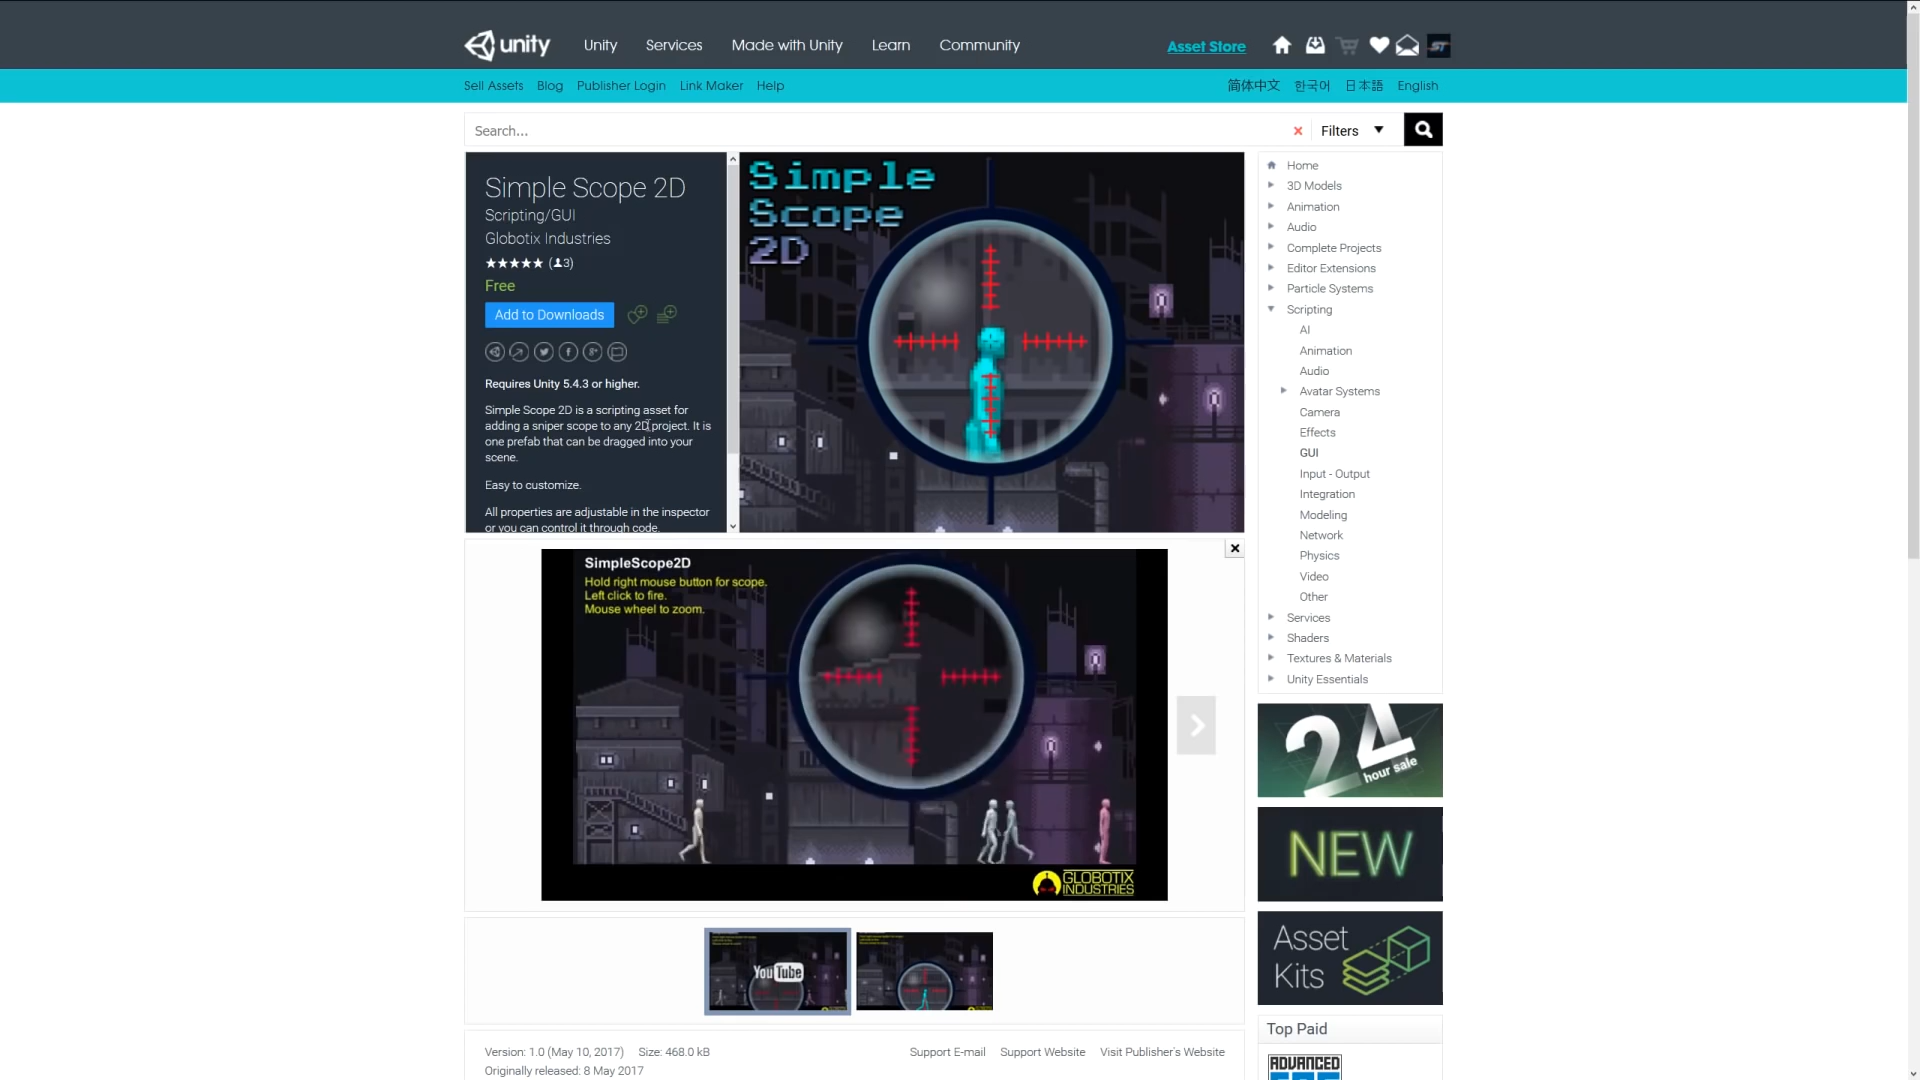 unity
Unity
Services
Made with Unity
Learn
Community
Asset Store
ST
Sell Assets
Blog
Publisher Login
Link Maker
Help
简体中文
한국어
日本語
English
Search...
×
Filters
Simple Scope 2D
Scripting/GUI
Globotix Industries
★★★★★ (3)
Free
Add to Downloads
Requires Unity 5.4.3 or higher.
Simple Scope 2D is a scripting asset for
adding a sniper scope to any 2D project. It is
one prefab that can be dragged into your
scene.
Easy to customize.
All properties are adjustable in the inspector
or you can control it through code.
Simple
Scope
2D
Home
3D Models
Animation
Audio
Complete Projects
Editor Extensions
Particle Systems
Scripting
AI
Animation
Audio
Avatar Systems
Camera
Effects
GUI
Input - Output
Integration
Modeling
Network
Physics
Video
Other
Services
Shaders
Textures & Materials
Unity Essentials
SimpleScope2D
Hold right mouse button for scope.
Left click to fire.
Mouse wheel to zoom.
GLOBOTIX
INDUSTRIES
24
hour sale
NEW
Asset
Kits
YouTube
Top Paid
ADVANCED
Version: 1.0 (May 10, 2017)
Size: 468.0 kB
Support E-mail
Support Website
Visit Publisher's Website
Originally released: 8 May 2017